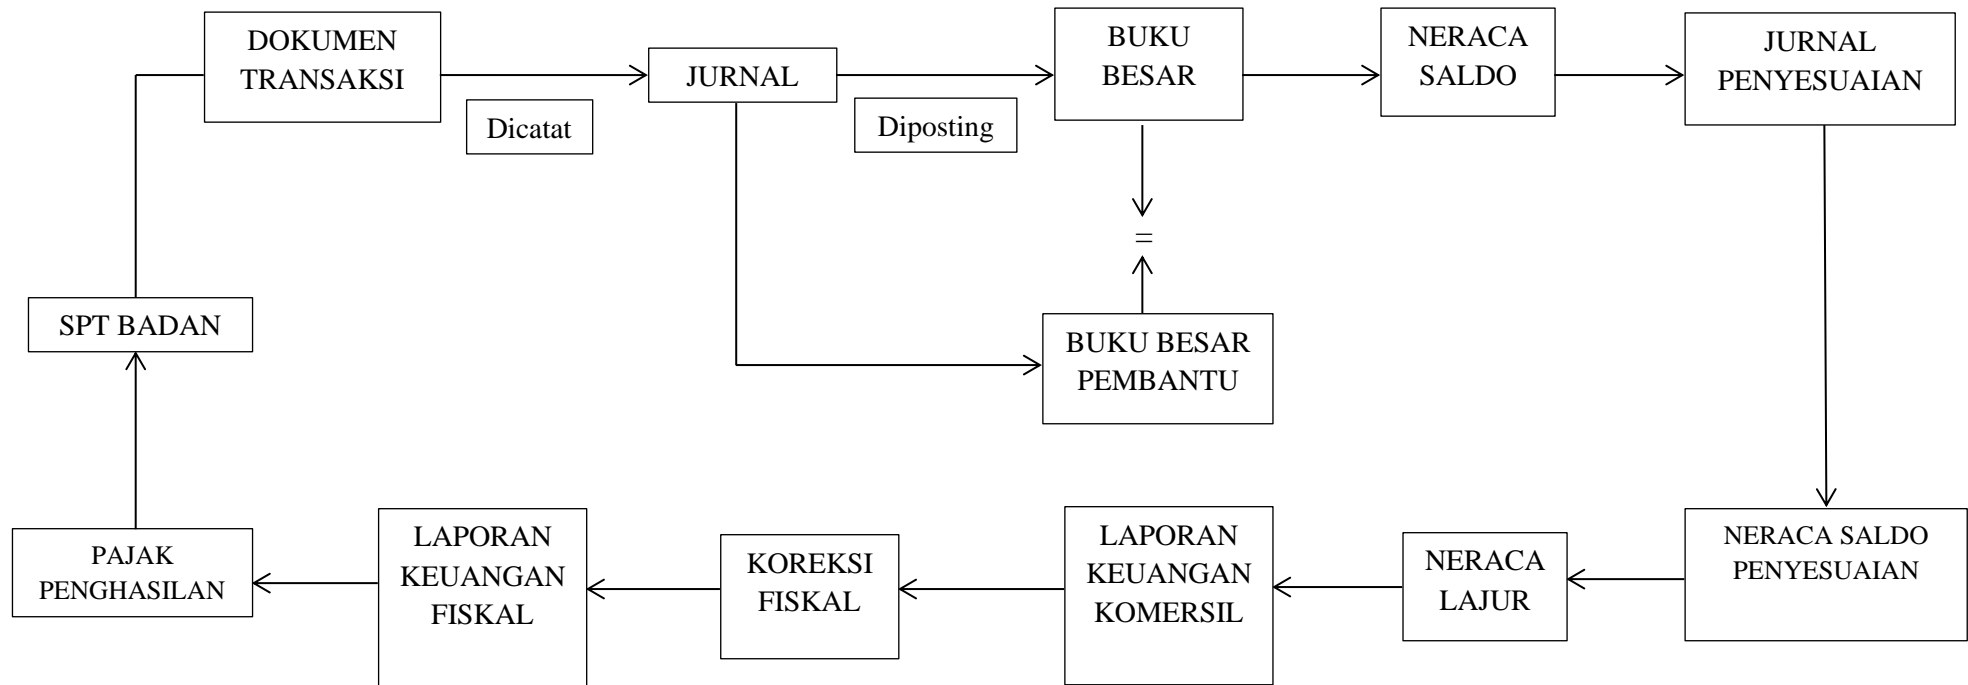 DOKUMEN
TRANSAKSI
Dicatat
JURNAL
Diposting
BUKU
BESAR
=
BUKU BESAR
PEMBANTU
NERACA
SALDO
JURNAL
PENYESUAIAN
NERACA SALDO
PENYESUAIAN
NERACA
LAJUR
LAPORAN
KEUANGAN
KOMERSIL
KOREKSI
FISKAL
LAPORAN
KEUANGAN
FISKAL
PAJAK
PENGHASILAN
SPT BADAN